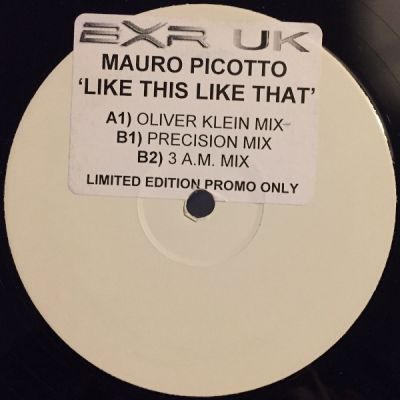 BXR UK
MAURO PICOTTO
‘LIKE THIS LIKE THAT’
A1) OLIVER KLEIN MIX
B1) PRECISION MIX
B2) 3 A.M. MIX
LIMITED EDITION PROMO ONLY